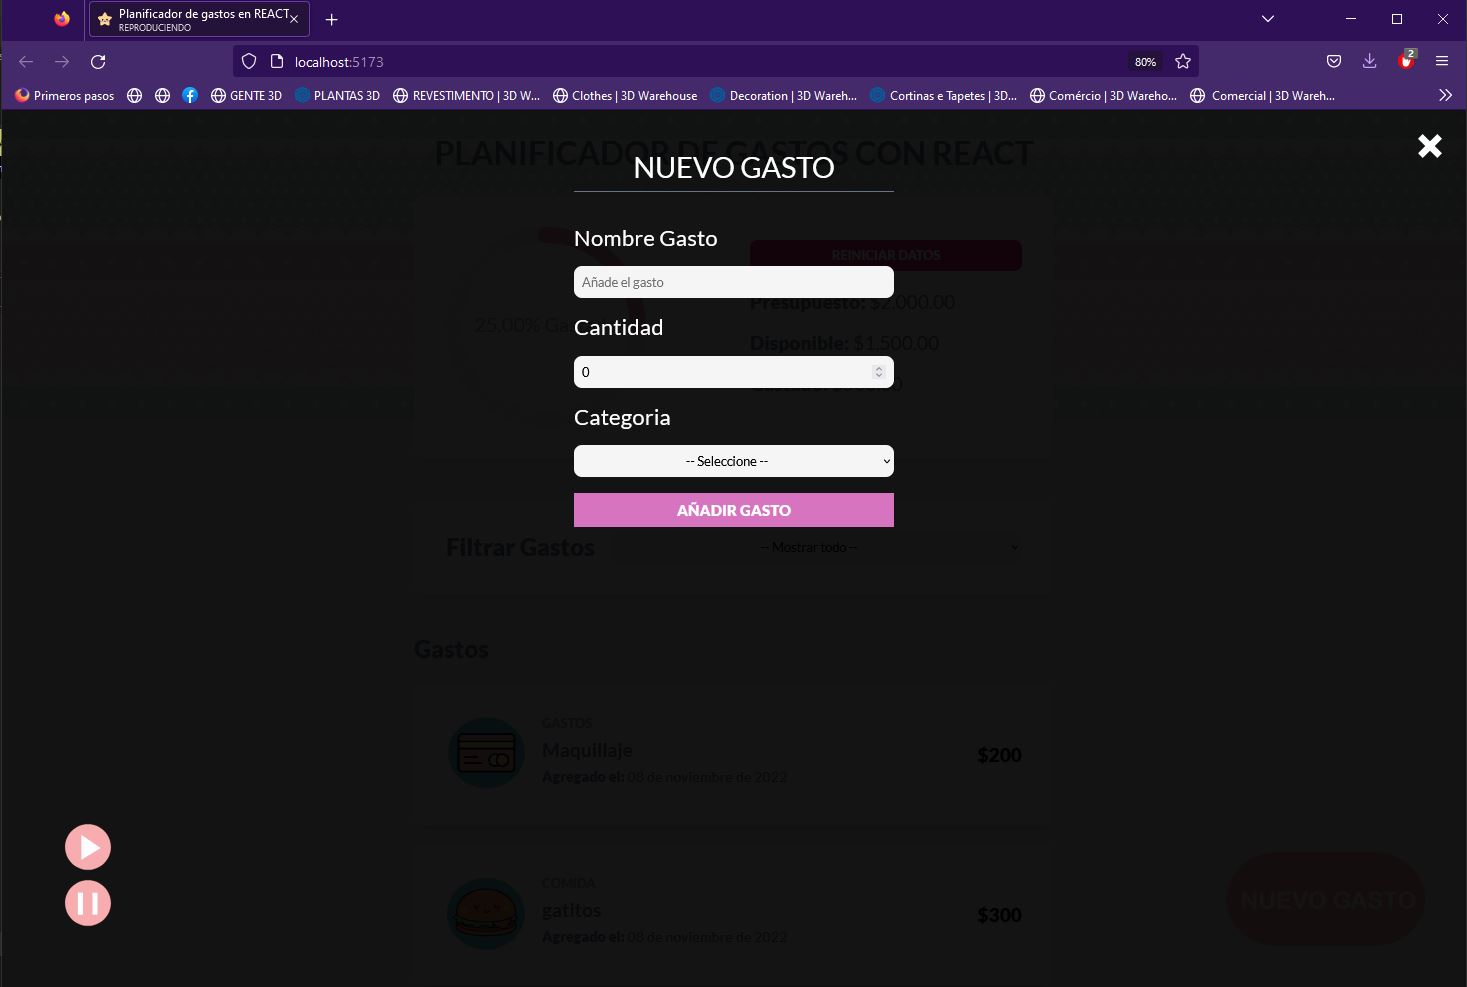 Planificador de gastos en REACT
REPRODUCIENDO
localhost:5173
80%
2
Primeros pasos
GENTE 3D
PLANTAS 3D
REVESTIMENTO | 3D W...
Clothes | 3D Warehouse
Decoration | 3D Wareh...
Cortinas e Tapetes | 3D...
Comércio | 3D Wareho...
Comercial | 3D Wareh...
PLANIFICADOR DE GASTOS CON REACT
NUEVO GASTO
Nombre Gasto
REINICIAR DATOS
Añade el gasto
Presupuesto: $2,000.00
25.00%
Cantidad
Disponible: $1,500.00
0
Categoria
-- Seleccione --
AÑADIR GASTO
Filtrar Gastos
-- Mostrar todo --
Gastos
GASTOS
Maquillaje
$200
Agregado el: 08 de noviembre de 2022
COMIDA
gatitos
$300
Agregado el: 08 de noviembre de 2022
NUEVO GASTO